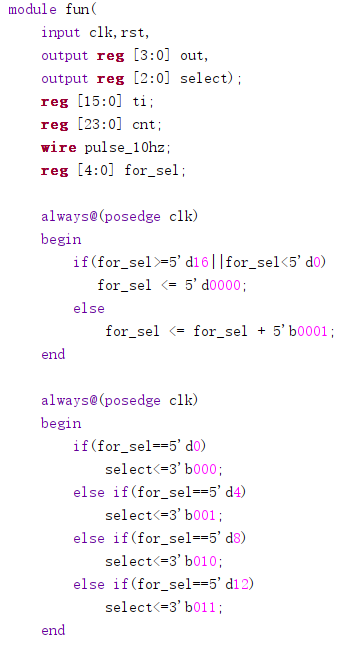 module fun(
    input clk,rst,
    output reg [3:0] out,
    output reg [2:0] select);
    reg [15:0] ti;
    reg [23:0] cnt;
    wire pulse_10hz;
    reg [4:0] for_sel;

    always@(posedge clk)
    begin
        if(for_sel>=5'd16||for_sel<5'd0)
           for_sel <= 5'd0000;
        else
            for_sel <= for_sel + 5'b0001;
    end

    always@(posedge clk)
    begin
        if(for_sel==5'd0)
            select<=3'b000;
        else if(for_sel==5'd4)
            select<=3'b001;
        else if(for_sel==5'd8)
            select<=3'b010;
        else if(for_sel==5'd12)
            select<=3'b011;
    end